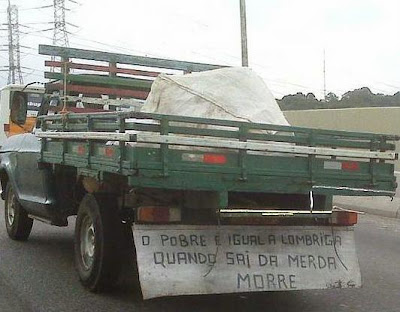 O POBRE É IGUAL A LOMBRIGA
QUANDO SAI DA MERDA
MORRE